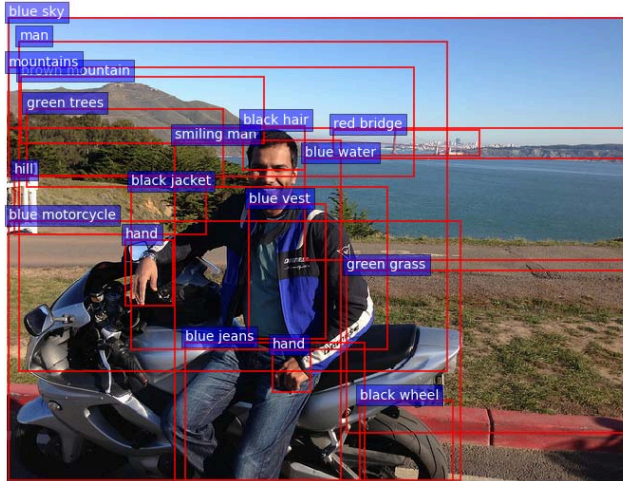 blue sky
man
mountains
brown mountain
green trees
black hair
red bridge
smiling man
blue water
hill
black jacket
blue vest
blue motorcycle
hand
green grass
blue jeans
hand
black wheel